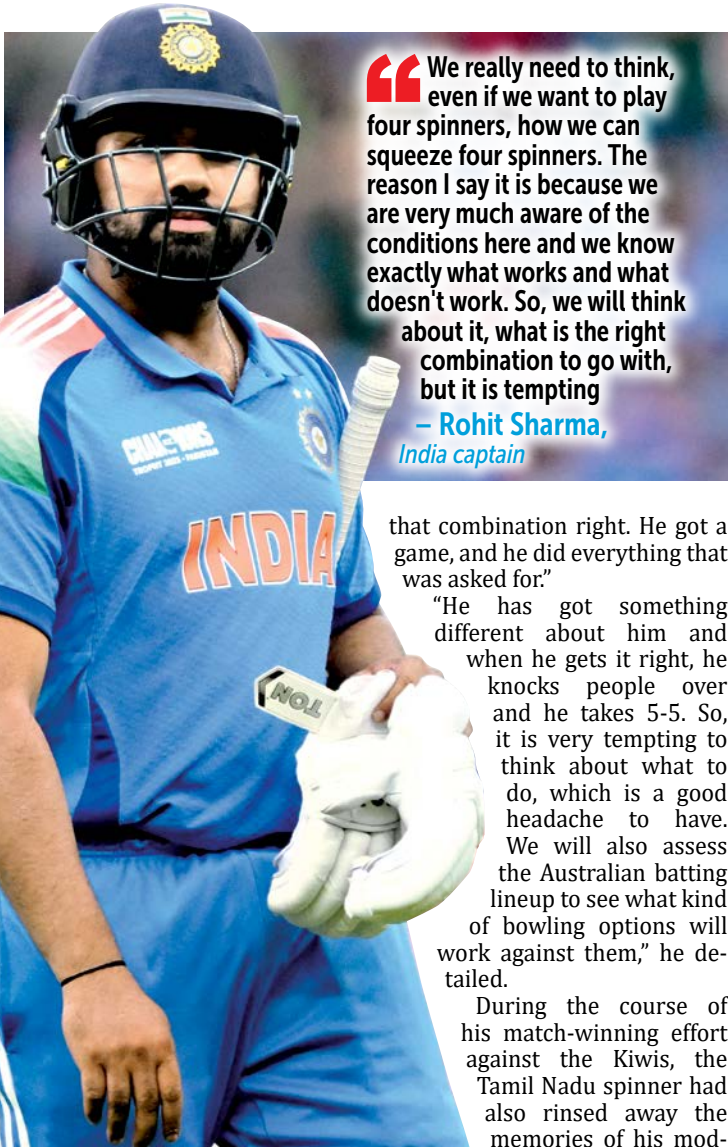 We really need to think,
even if we want to play
four spinners, how we can
squeeze four spinners. The
reason I say it is because we
are very much aware of the
conditions here and we know
exactly what works and what
doesn't work. So, we will think
about it, what is the right
combination to go with,
but it is tempting
– Rohit Sharma,
India captain
CHAMPIONS
TROPHY 2025 • PAKISTAN
INDIA
TON
that combination right. He got a
game, and he did everything that
was asked for.”
“He has got something
different about him and
when he gets it right, he
knocks people over
and he takes 5-5. So,
it is very tempting to
think about what to
do, which is a good
headache to have.
We will also assess
the Australian batting
lineup to see what kind
of bowling options will
work against them,” he de-
tailed.
During the course of
his match-winning effort
against the Kiwis, the
Tamil Nadu spinner had
also rinsed away the
memories of his mod-